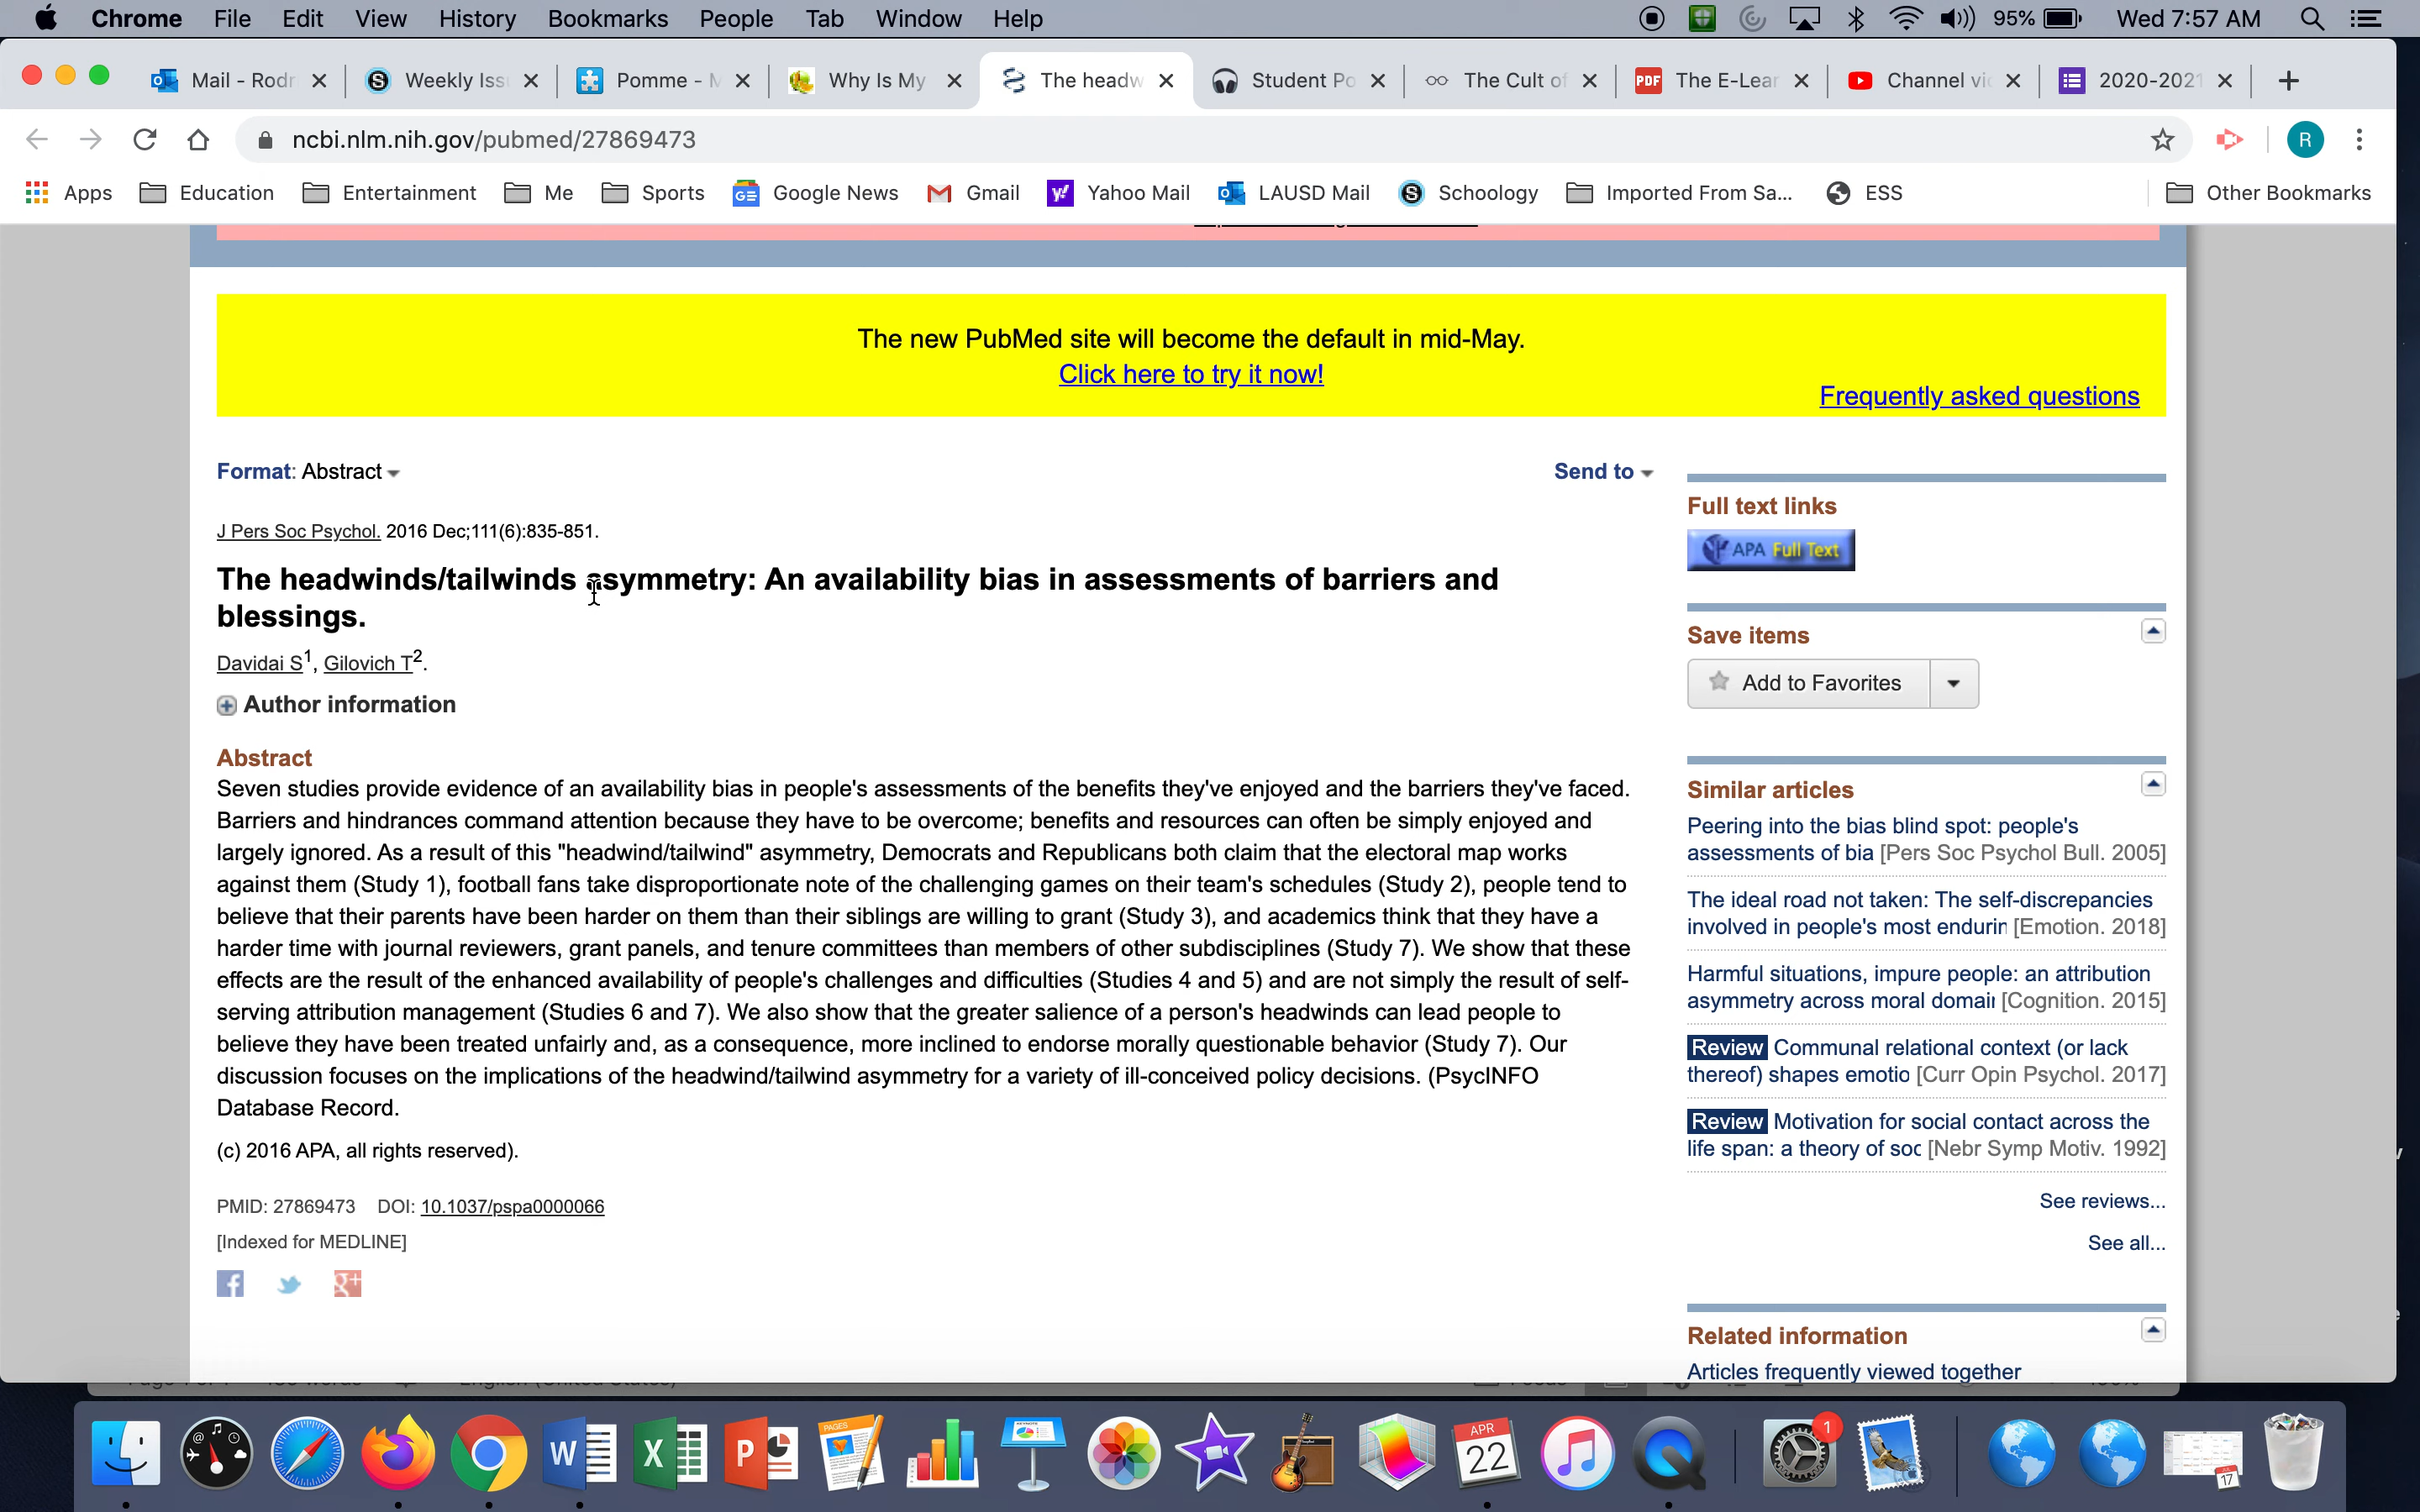 Chrome File Edit View History Bookmarks People Tab Window Help 95% Wed 7:57 AM
Mail - Rodr Weekly Iss Pomme - M Why Is My The headw Student Po The Cult of PDF The E-Lear Channel vi 2020-2021
ncbi.nlm.nih.gov/pubmed/27869473 R
Apps Education Entertainment Me Sports Google News Gmail Yahoo Mail LAUSD Mail Schoology Imported From Sa... ESS Other Bookmarks
The new PubMed site will become the default in mid-May.
Click here to try it now!
Frequently asked questions
Format: Abstract
Send to
J Pers Soc Psychol. 2016 Dec;111(6):835-851.
The headwinds/tailwinds asymmetry: An availability bias in assessments of barriers and
blessings.
Davidai S1, Gilovich T2.
Author information
Abstract
Seven studies provide evidence of an availability bias in people's assessments of the benefits they've enjoyed and the barriers they've faced.
Barriers and hindrances command attention because they have to be overcome; benefits and resources can often be simply enjoyed and
largely ignored. As a result of this "headwind/tailwind" asymmetry, Democrats and Republicans both claim that the electoral map works
against them (Study 1), football fans take disproportionate note of the challenging games on their team's schedules (Study 2), people tend to
believe that their parents have been harder on them than their siblings are willing to grant (Study 3), and academics think that they have a
harder time with journal reviewers, grant panels, and tenure committees than members of other subdisciplines (Study 7). We show that these
effects are the result of the enhanced availability of people's challenges and difficulties (Studies 4 and 5) and are not simply the result of self-
serving attribution management (Studies 6 and 7). We also show that the greater salience of a person's headwinds can lead people to
believe they have been treated unfairly and, as a consequence, more inclined to endorse morally questionable behavior (Study 7). Our
discussion focuses on the implications of the headwind/tailwind asymmetry for a variety of ill-conceived policy decisions. (PsycINFO
Database Record.
(c) 2016 APA, all rights reserved).
PMID: 27869473 DOI: 10.1037/pspa0000066
[Indexed for MEDLINE]
Full text links
APA Full Text
Save items
Add to Favorites
Similar articles
Peering into the bias blind spot: people's
assessments of bia [Pers Soc Psychol Bull. 2005]
The ideal road not taken: The self-discrepancies
involved in people's most endurin [Emotion. 2018]
Harmful situations, impure people: an attribution
asymmetry across moral domai [Cognition. 2015]
Review Communal relational context (or lack
thereof) shapes emotio [Curr Opin Psychol. 2017]
Review Motivation for social contact across the
life span: a theory of soc [Nebr Symp Motiv. 1992]
See reviews...
See all...
Related information
Articles frequently viewed together
PAGES
APR
22
1
17